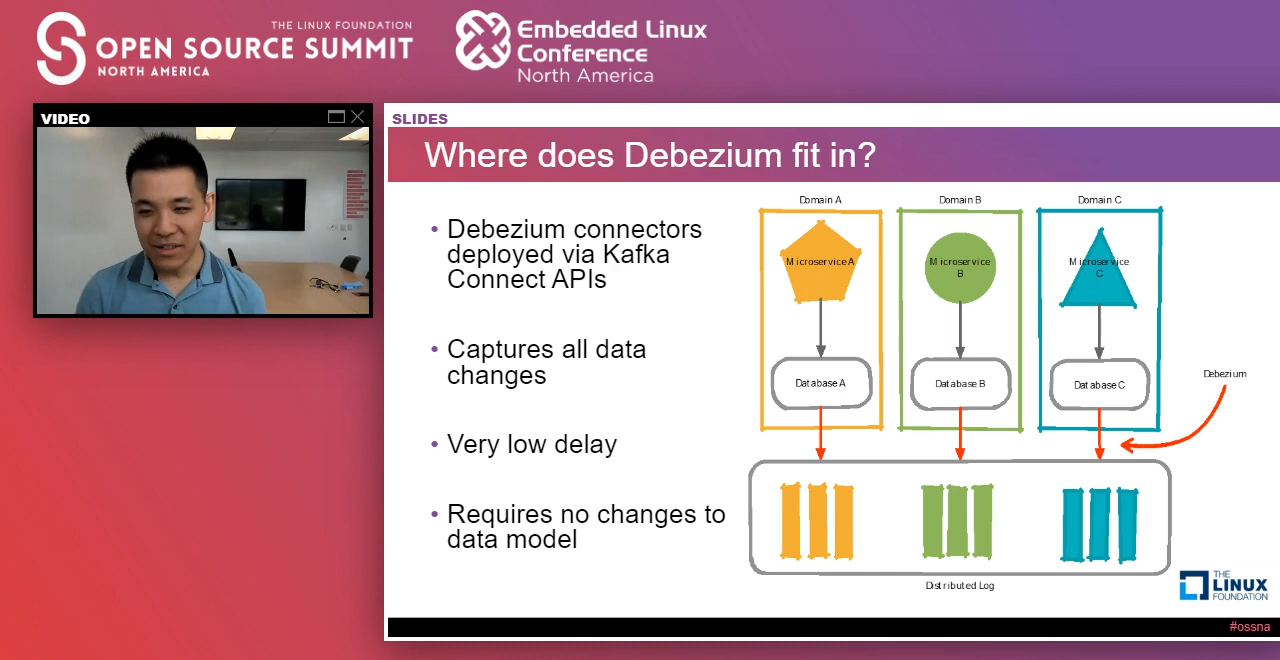 THE LINUX FOUNDATION
OPEN SOURCE SUMMIT
NORTH AMERICA
Embedded Linux
Conference
North America
VIDEO
SLIDES
Where does Debezium fit in?
• Debezium connectors
deployed via Kafka
Connect APIs
• Captures all data
changes
• Very low delay
• Requires no changes to
data model
Domain A
Domain B
Domain C
Microservice A
Microservice
B
Microservice
C
Database A
Database B
Database C
Debezium
Distributed Log
THE
LINUX
FOUNDATION
#ossna